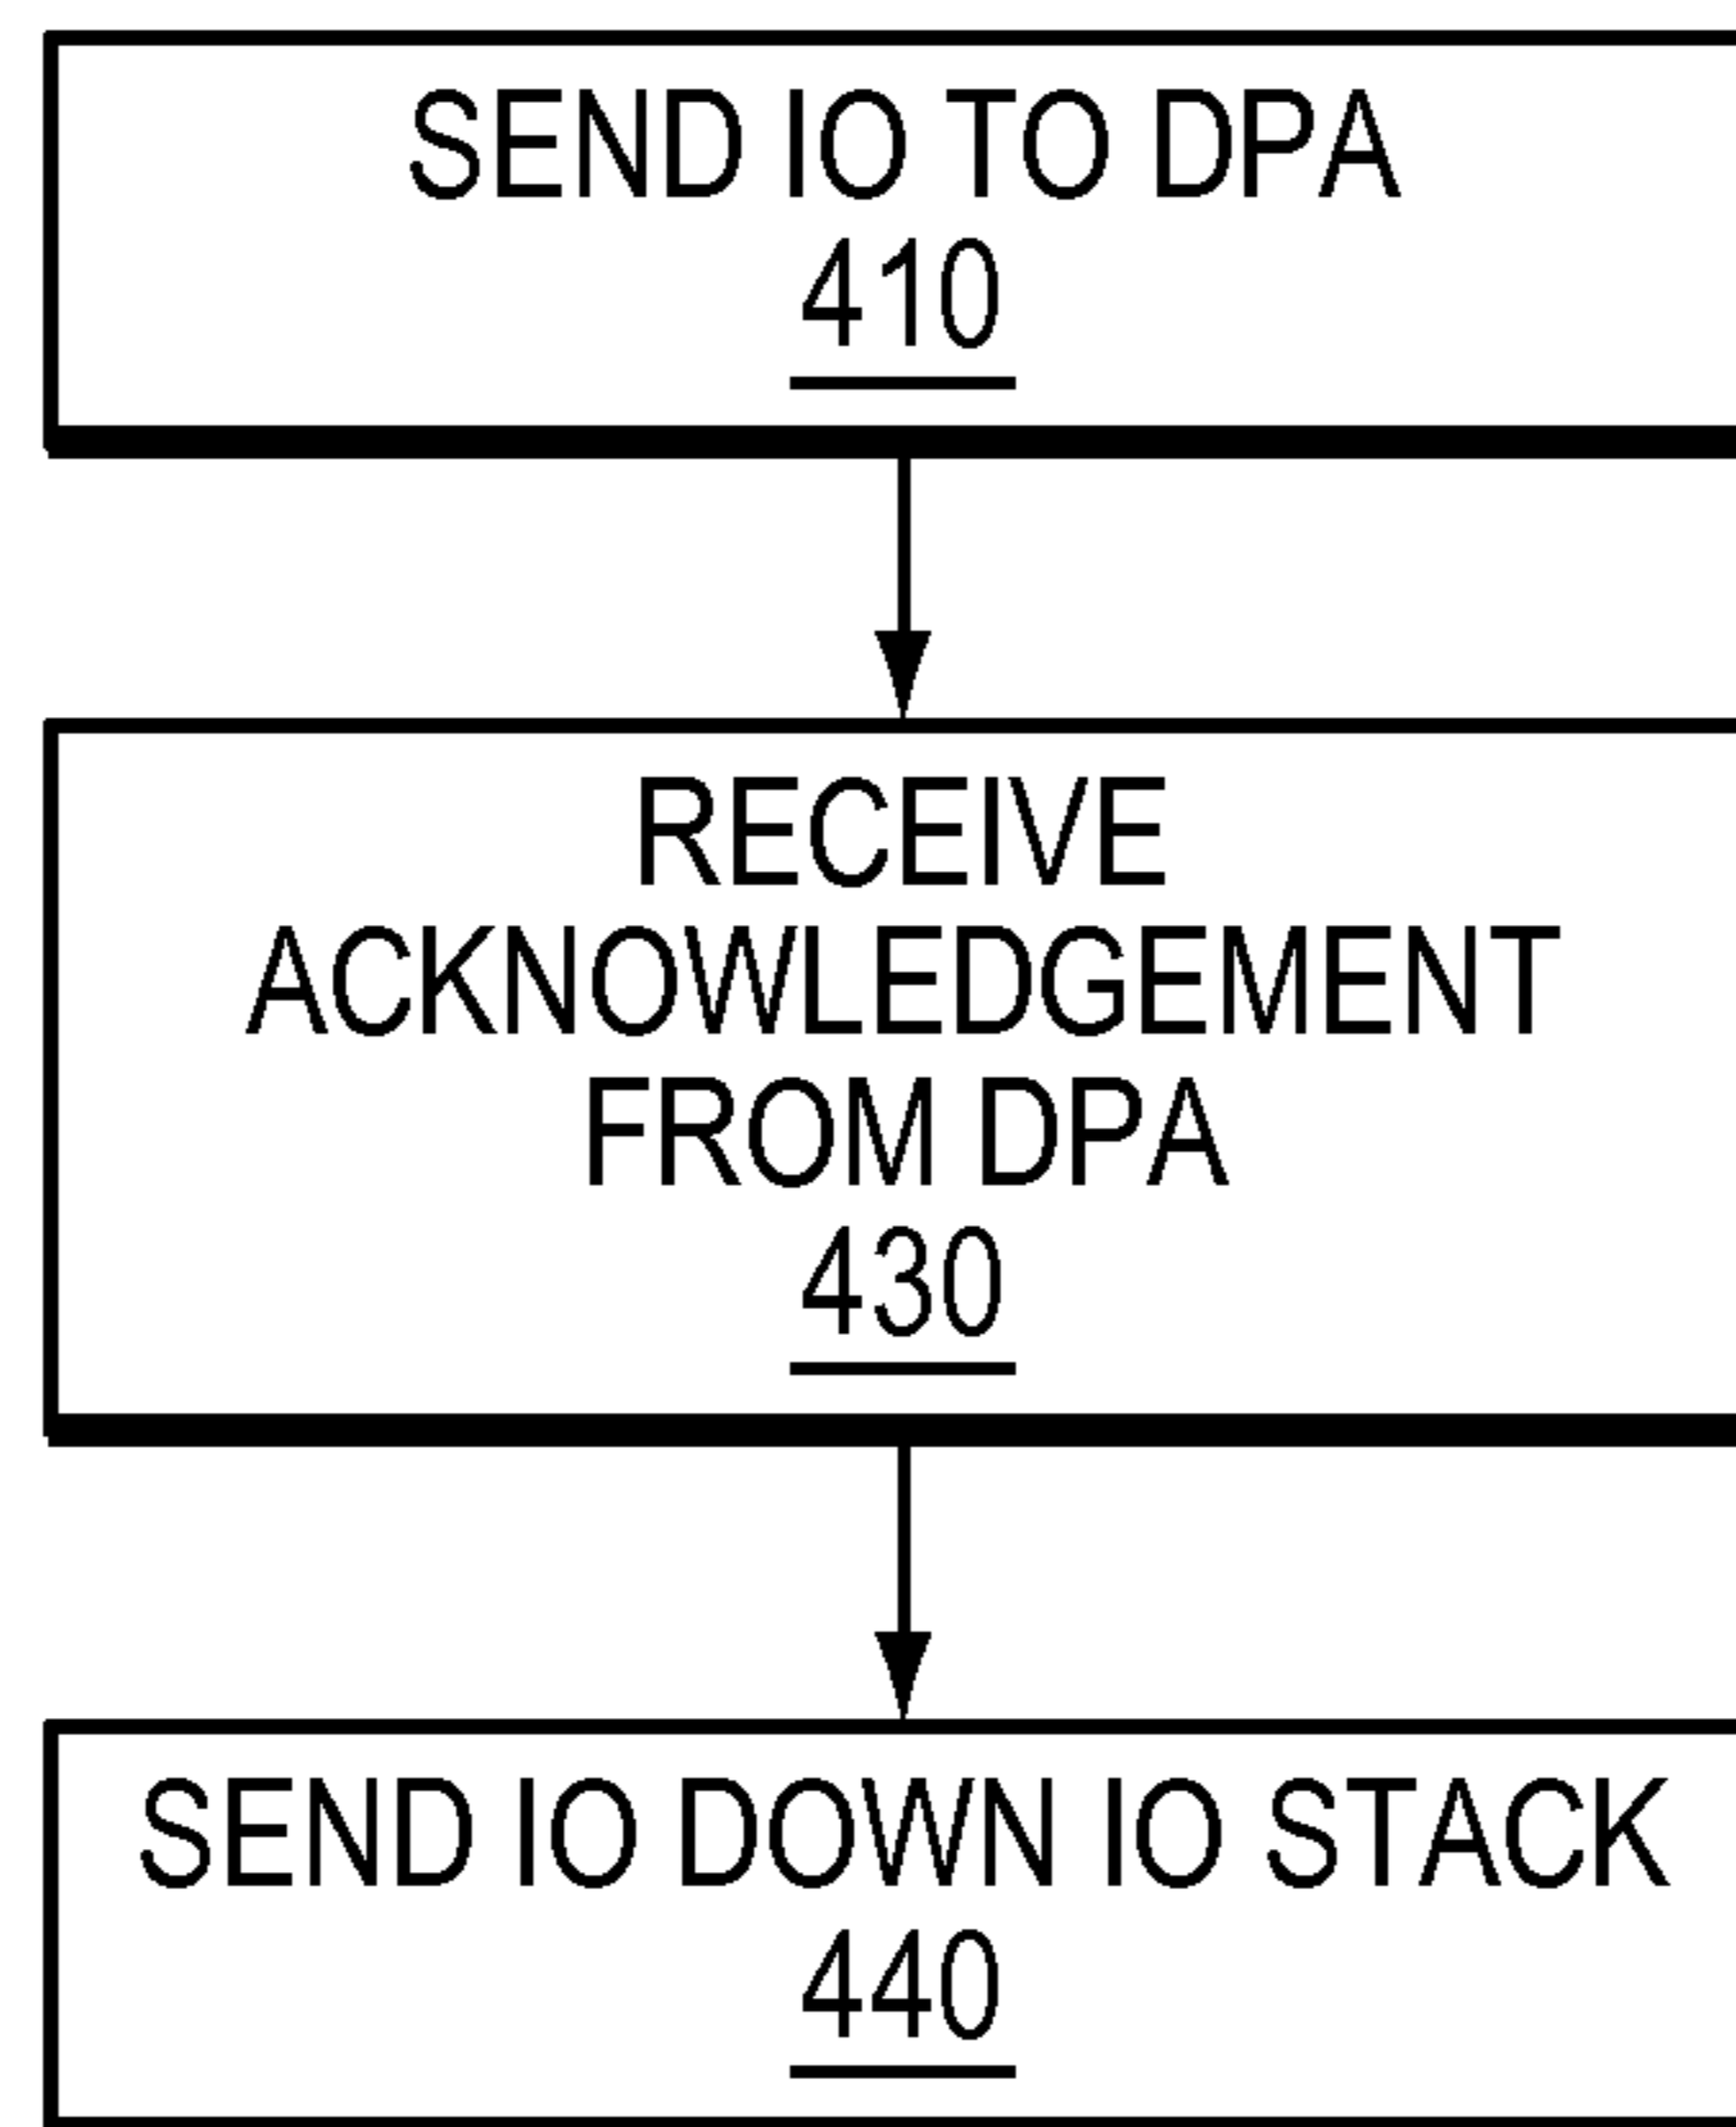 SEND IO TO DPA
410
RECEIVE
ACKNOWLEDGEMENT
FROM DPA
430
SEND IO DOWN IO STACK
440